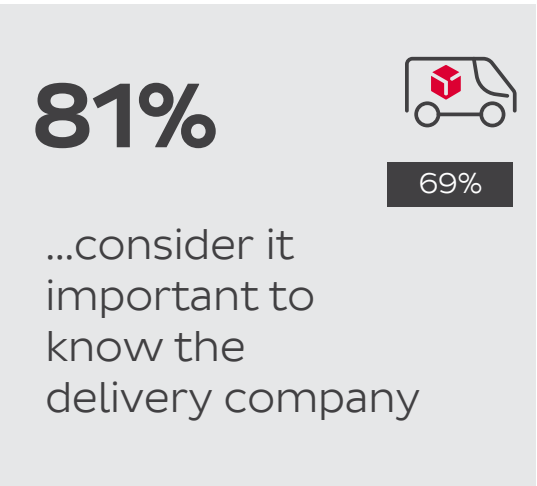 81%
69%
...consider it
important to
know the
delivery company